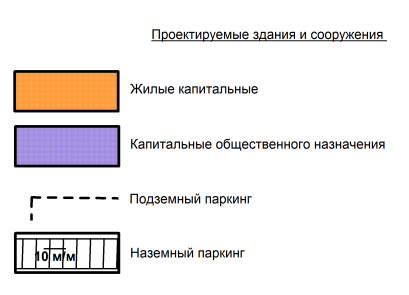 Проектируемые здания и сооружения
Жилые капитальные
Капитальные общественного назначения
Подземный паркинг
10 м/м
Наземный паркинг